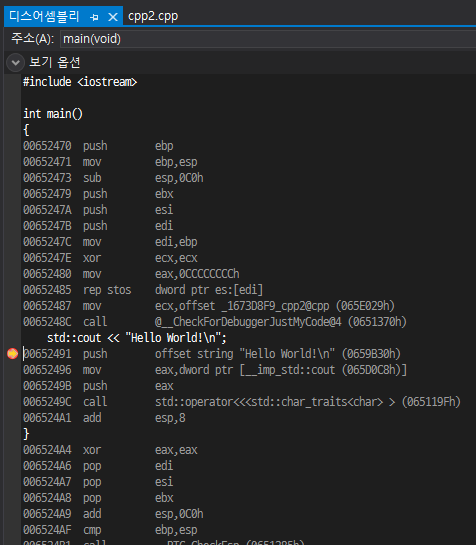 디스어셈블리 cpp2.cpp
주소(A): main(void)
보기 옵션
#include <iostream>
int main()
{
00652470 push ebp
00652471 mov ebp,esp
00652473 sub esp,0C0h
00652479 push ebx
0065247A push esi
0065247B push edi
0065247C mov edi,ebp
0065247E xor ecx,ecx
00652480 mov eax,0CCCCCCCCh
00652485 rep stos dword ptr es:[edi]
00652487 mov ecx,offset _1673D8F9_cpp2@cpp (065E029h)
0065248C call @__CheckForDebuggerJustMyCode@4 (0651370h)
std::cout << "Hello World!\n";
00652491 push offset string "Hello World!\n" (0659B30h)
00652496 mov eax,dword ptr [__imp_std::cout (065D0C8h)]
0065249B push eax
0065249C call std::operator<<<std::char_traits<char> > (065119Fh)
006524A1 add esp,8
}
006524A4 xor eax,eax
006524A6 pop edi
006524A7 pop esi
006524A8 pop ebx
006524A9 add esp,0C0h
006524AF cmp ebp,esp